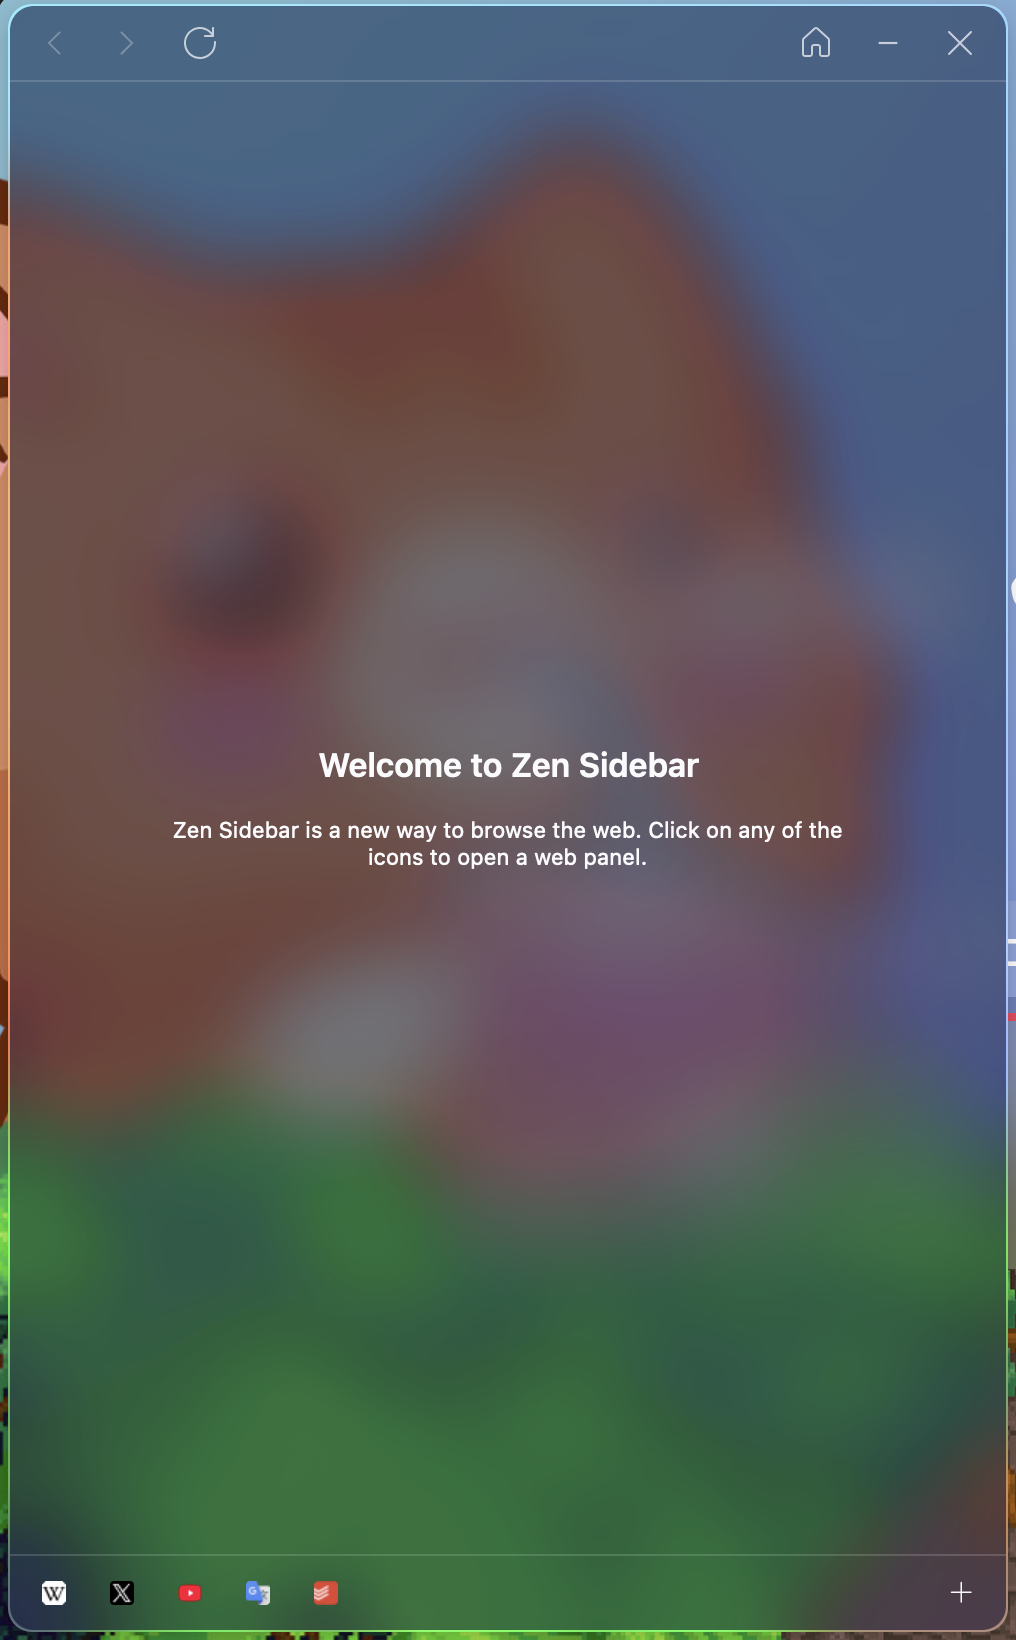 Welcome to Zen Sidebar
Zen Sidebar is a new way to browse the web. Click on any of the
icons to open a web panel.
W
X
G